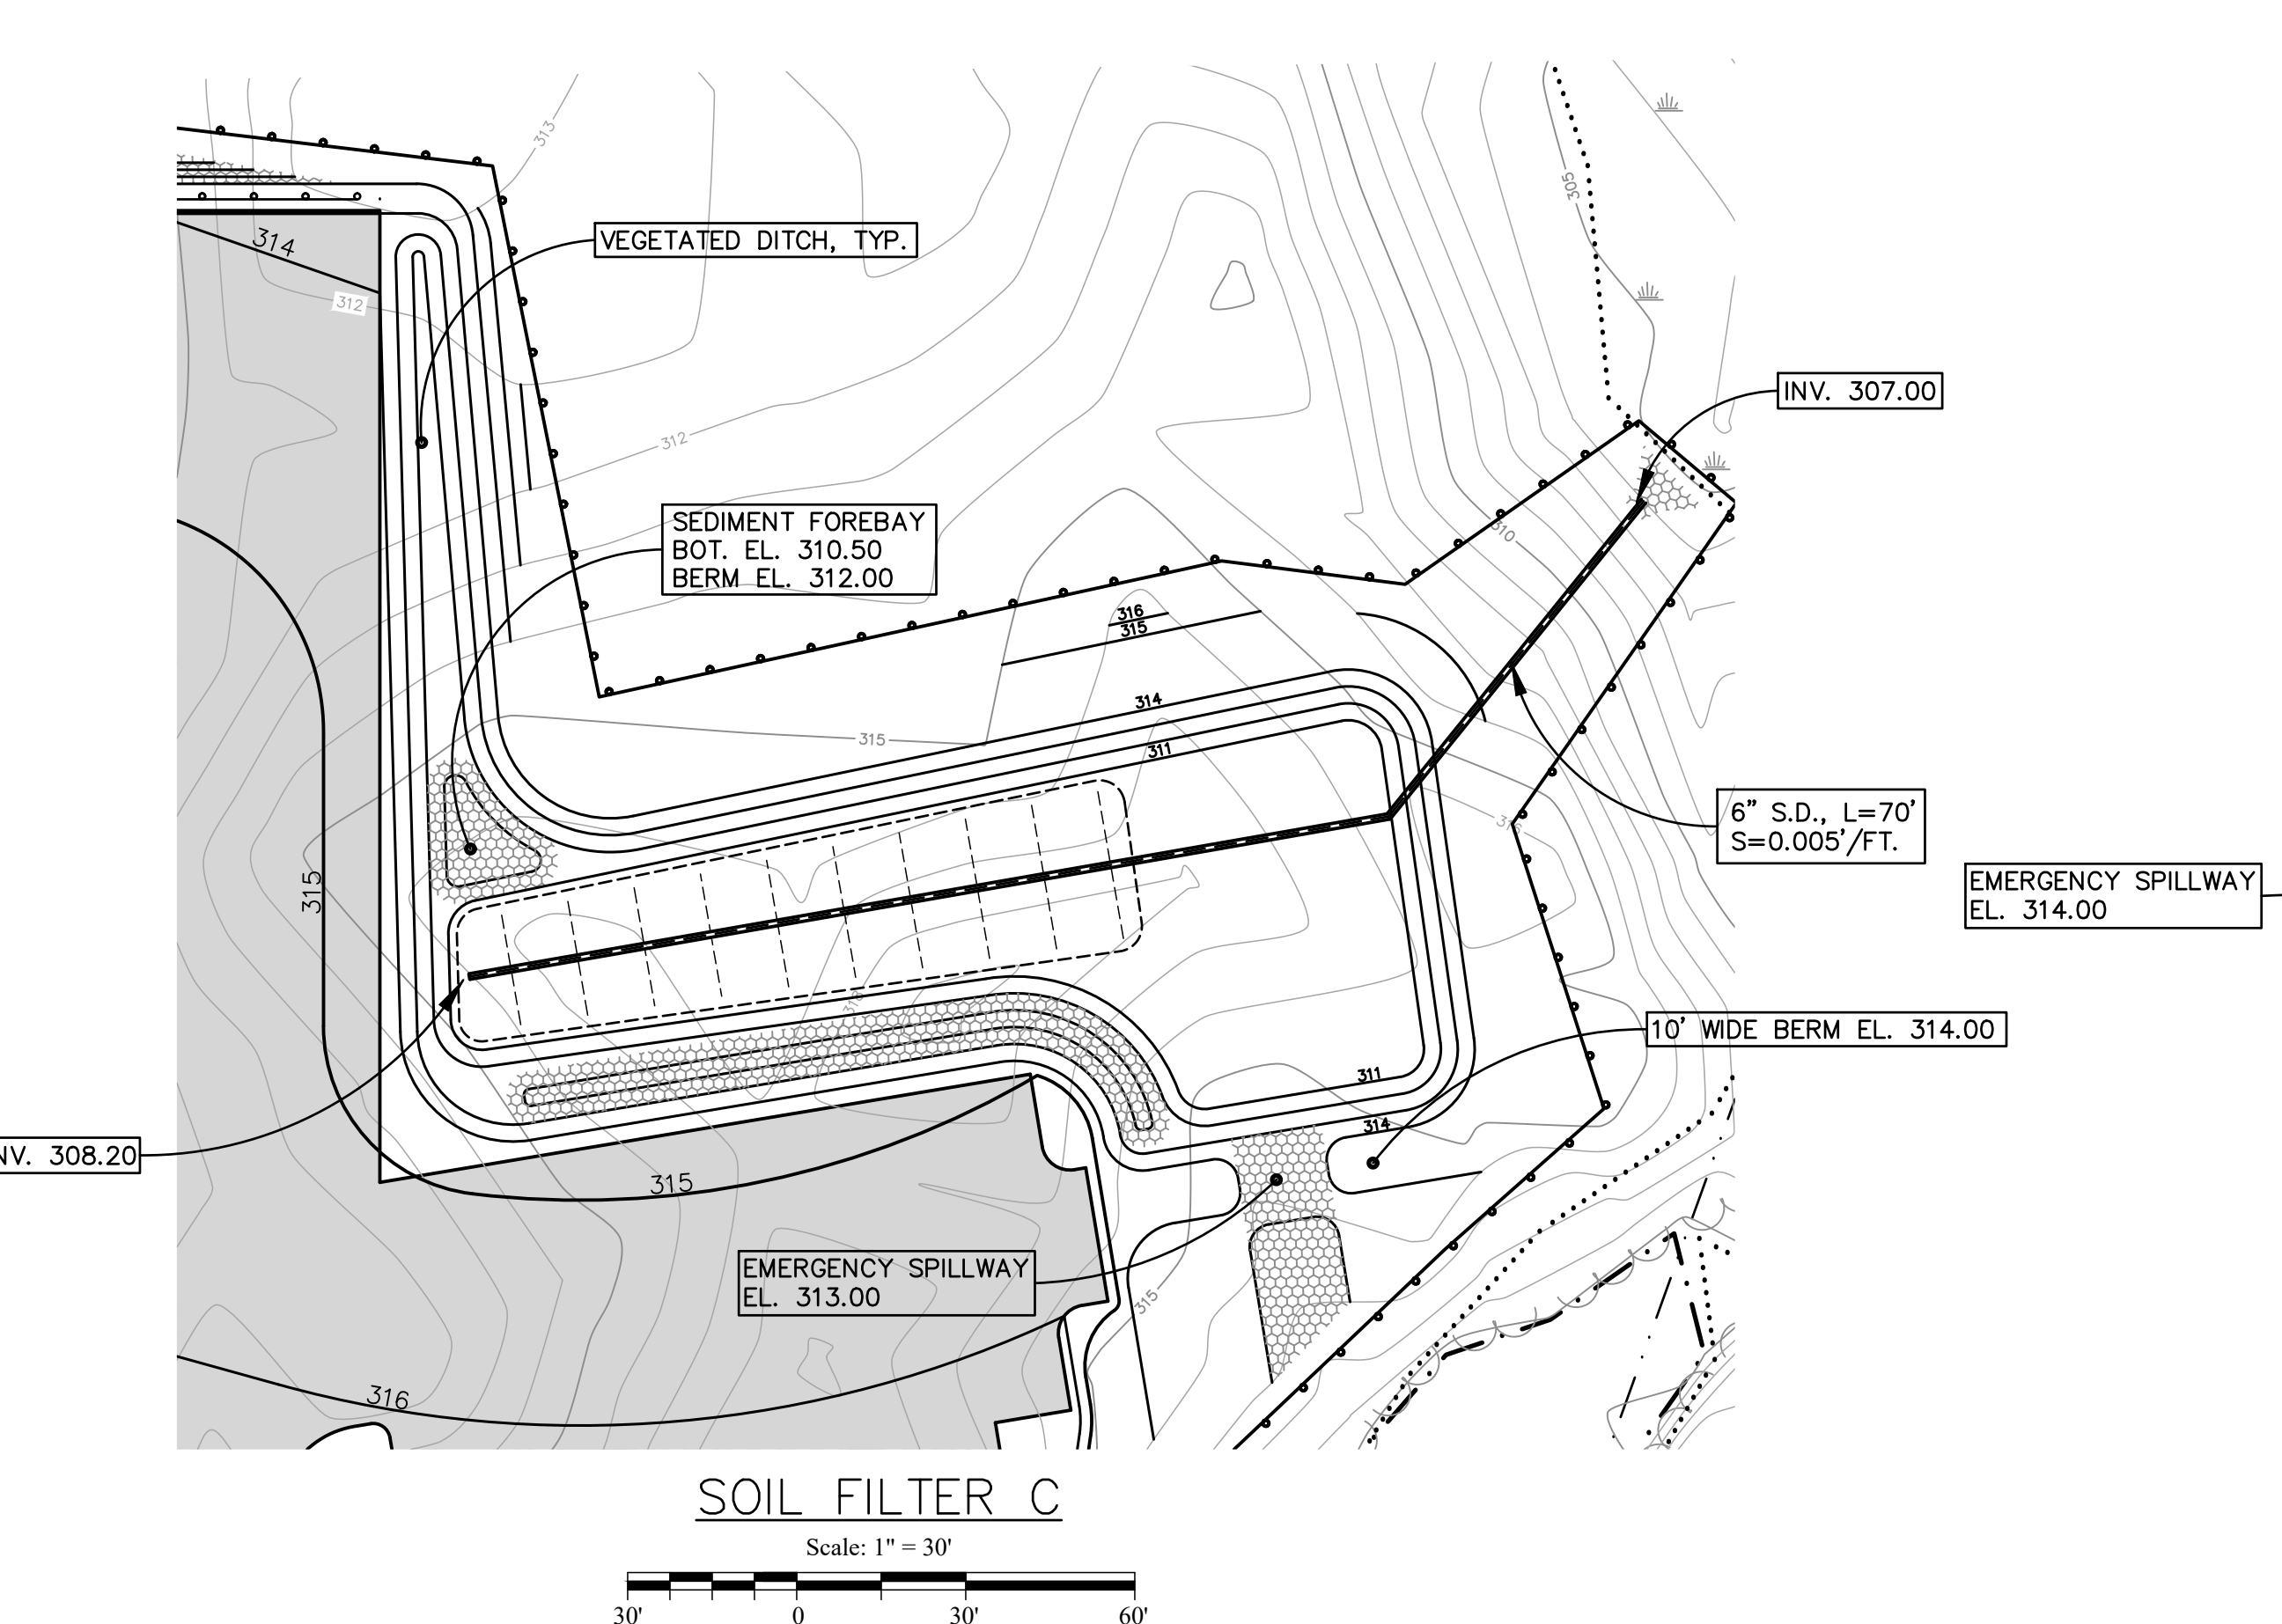 313
305
314
VEGETATED DITCH, TYP.
312
INV. 307.00
312
SEDIMENT FOREBAY
BOT. EL. 310.50
BERM EL. 312.00
310
316
315
314
315
311
6" S.D., L=70'
S=0.005'/FT.
EMERGENCY SPILLWAY
EL. 314.00
315
10' WIDE BERM EL. 314.00
311
314
NV. 308.20
315
EMERGENCY SPILLWAY
EL. 313.00
315
316
SOIL FILTER C
Scale: 1" = 30'
30' 0 30' 60'